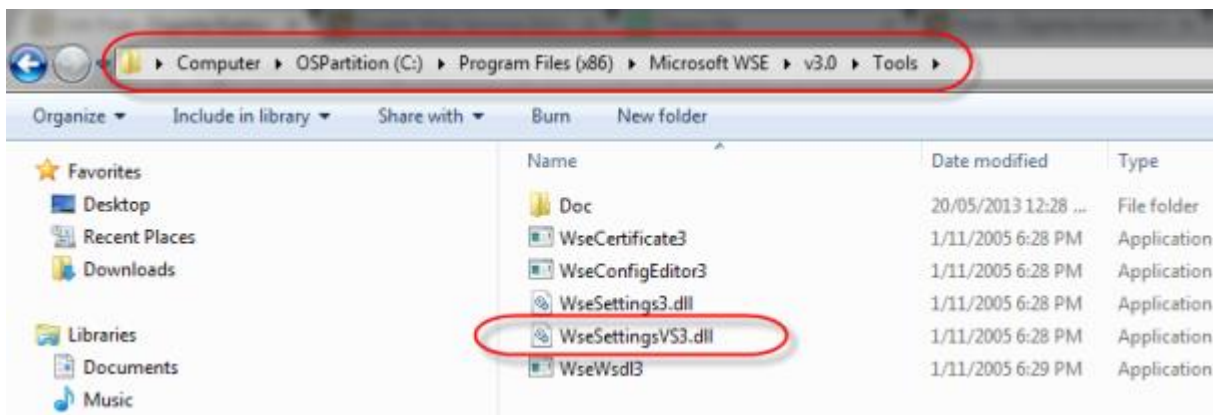 Computer OSPartition (C:) Program Files (x86) Microsoft WSE v3.0 Tools
Organize Include in library Share with Burn New folder
Favorites
Desktop
Recent Places
Downloads
Libraries
Documents
Music
Name Date modified Type
Doc 20/05/2013 12:28 ... File folder
WseCertificate3 1/11/2005 6:28 PM Application
WseConfigEditor3 1/11/2005 6:28 PM Application
WseSettings3.dll 1/11/2005 6:28 PM Application
WseSettingsVS3.dll 1/11/2005 6:28 PM Application
WseWsdl3 1/11/2005 6:29 PM Application